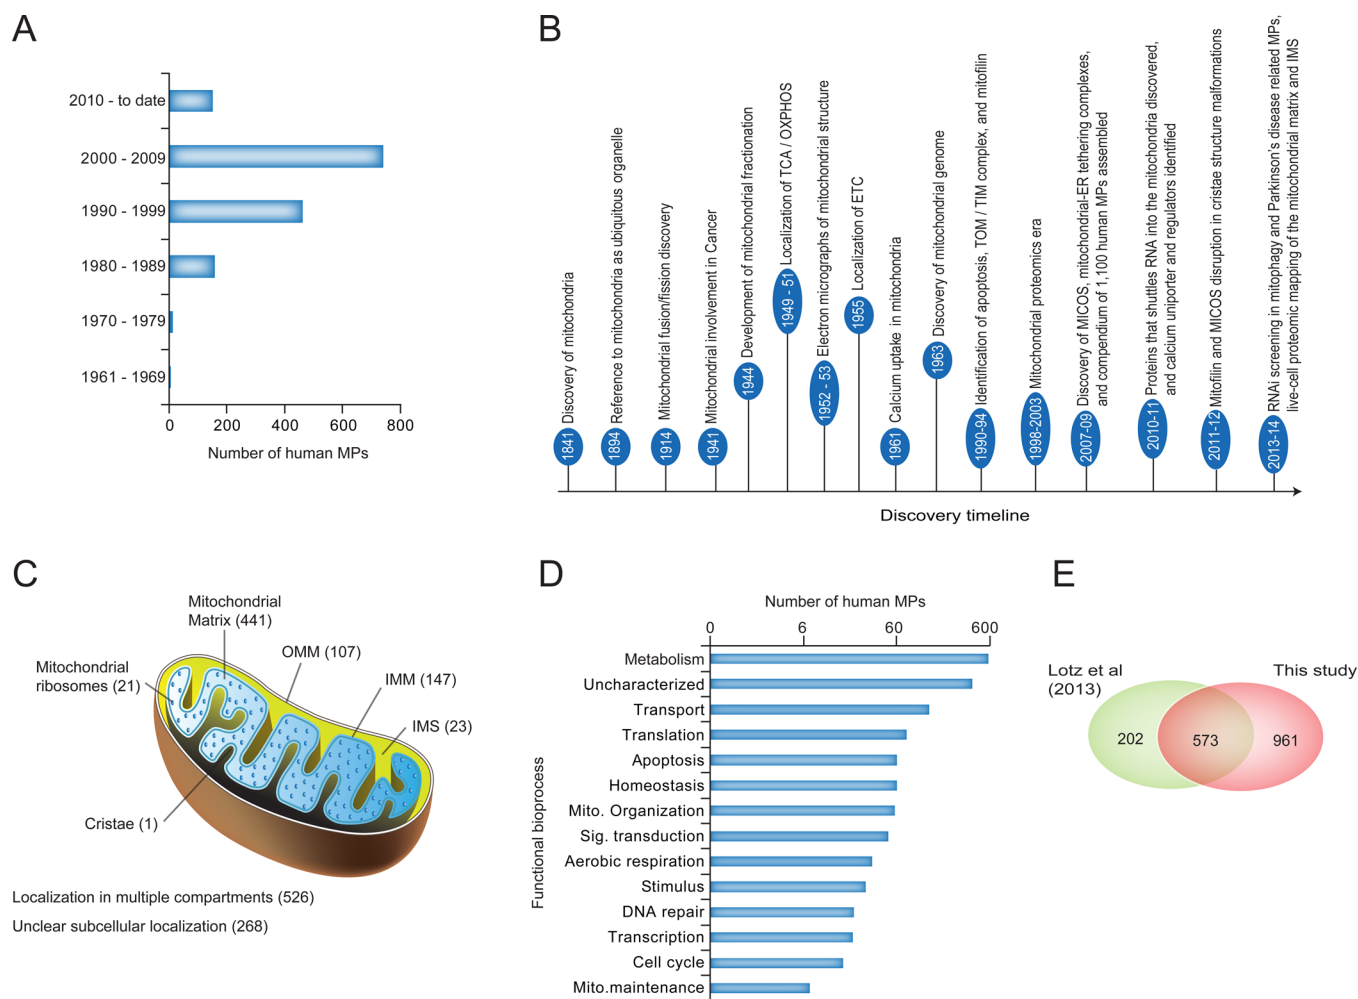 A
2010 - to date
2000 - 2009
1990 - 1999
1980 - 1989
1970 - 1979
1961 - 1969
0 200 400 600 800
Number of human MPs
B
1841 Discovery of mitochondria
1894 Reference to mitochondria as ubiquitous organelle
1914 Mitochondrial fusion/fission discovery
1941 Mitochondrial involvement in Cancer
1944 Development of mitochondrial fractionation
1949 - 51 Localization of TCA / OXPHOS
1952 - 53 Electron micrographs of mitochondrial structure
1955 Localization of ETC
1961 Calcium uptake in mitochondria
1963 Discovery of mitochondrial genome
1990-94 Identification of apoptosis, TOM / TIM complex, and mitofilin
1998-2003 Mitochondrial proteomics era
2007-09 Discovery of MICOS, mitochondrial-ER tethering complexes,
and compendium of 1,100 human MPs assembled
2010-11 Proteins that shuttles RNA into the mitochondria discovered,
and calcium uniporter and regulators identified
2011-12 Mitofilin and MICOS disruption in cristae structure malformations
2013-14 RNAi screening in mitophagy and Parkinson's disease related MPs,
live-cell proteomic mapping of the mitochondrial matrix and IMS
Discovery timeline
C
Mitochondrial
Matrix (441)
OMM (107)
Mitochondrial
ribosomes (21)
IMM (147)
IMS (23)
Cristae (1)
Localization in multiple compartments (526)
Unclear subcellular localization (268)
D
Number of human MPs
0 6 60 600
Functional bioprocess
Metabolism
Uncharacterized
Transport
Translation
Apoptosis
Homeostasis
Mito. Organization
Sig. transduction
Aerobic respiration
Stimulus
DNA repair
Transcription
Cell cycle
Mito.maintenance
E
Lotz et al
(2013)
This study
202 573 961